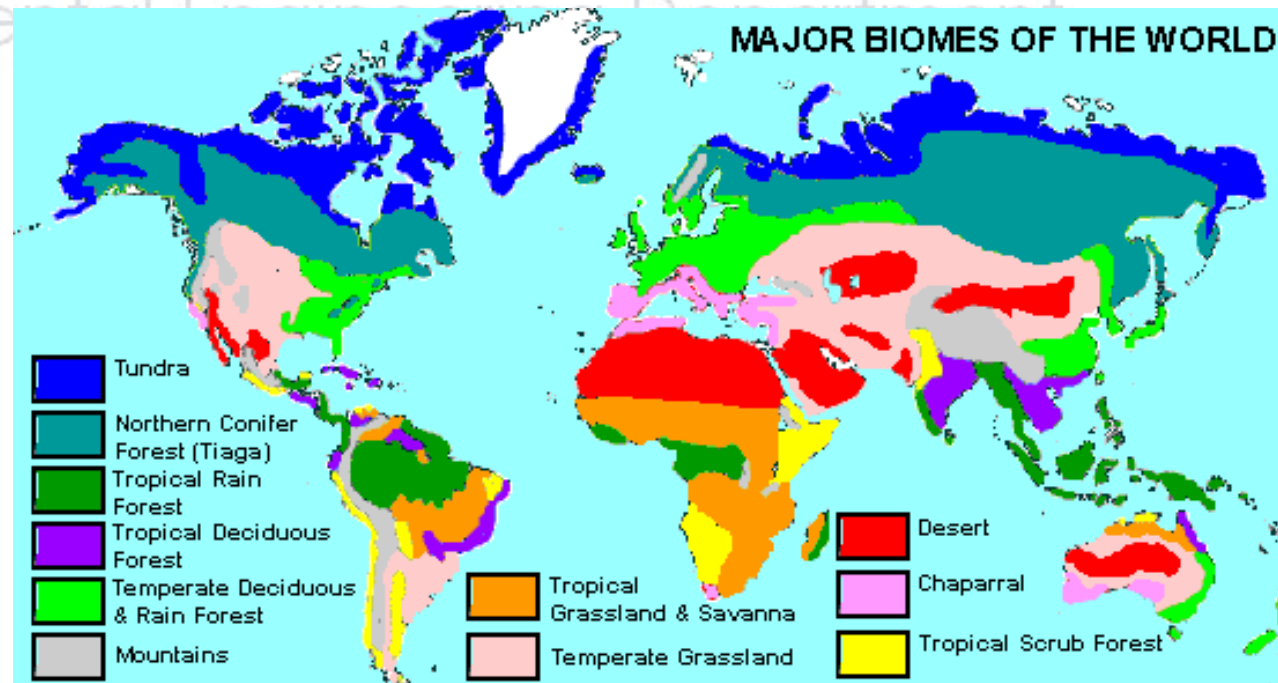 MAJOR BIOMES OF THE WORLD
Tundra
Northern Conifer
Forest (Tiaga)
Tropical Rain
Forest
Tropical Deciduous
Forest
Temperate Deciduous
& Rain Forest
Mountains
Tropical
Grassland & Savanna
Temperate Grassland
Desert
Chaparral
Tropical Scrub Forest